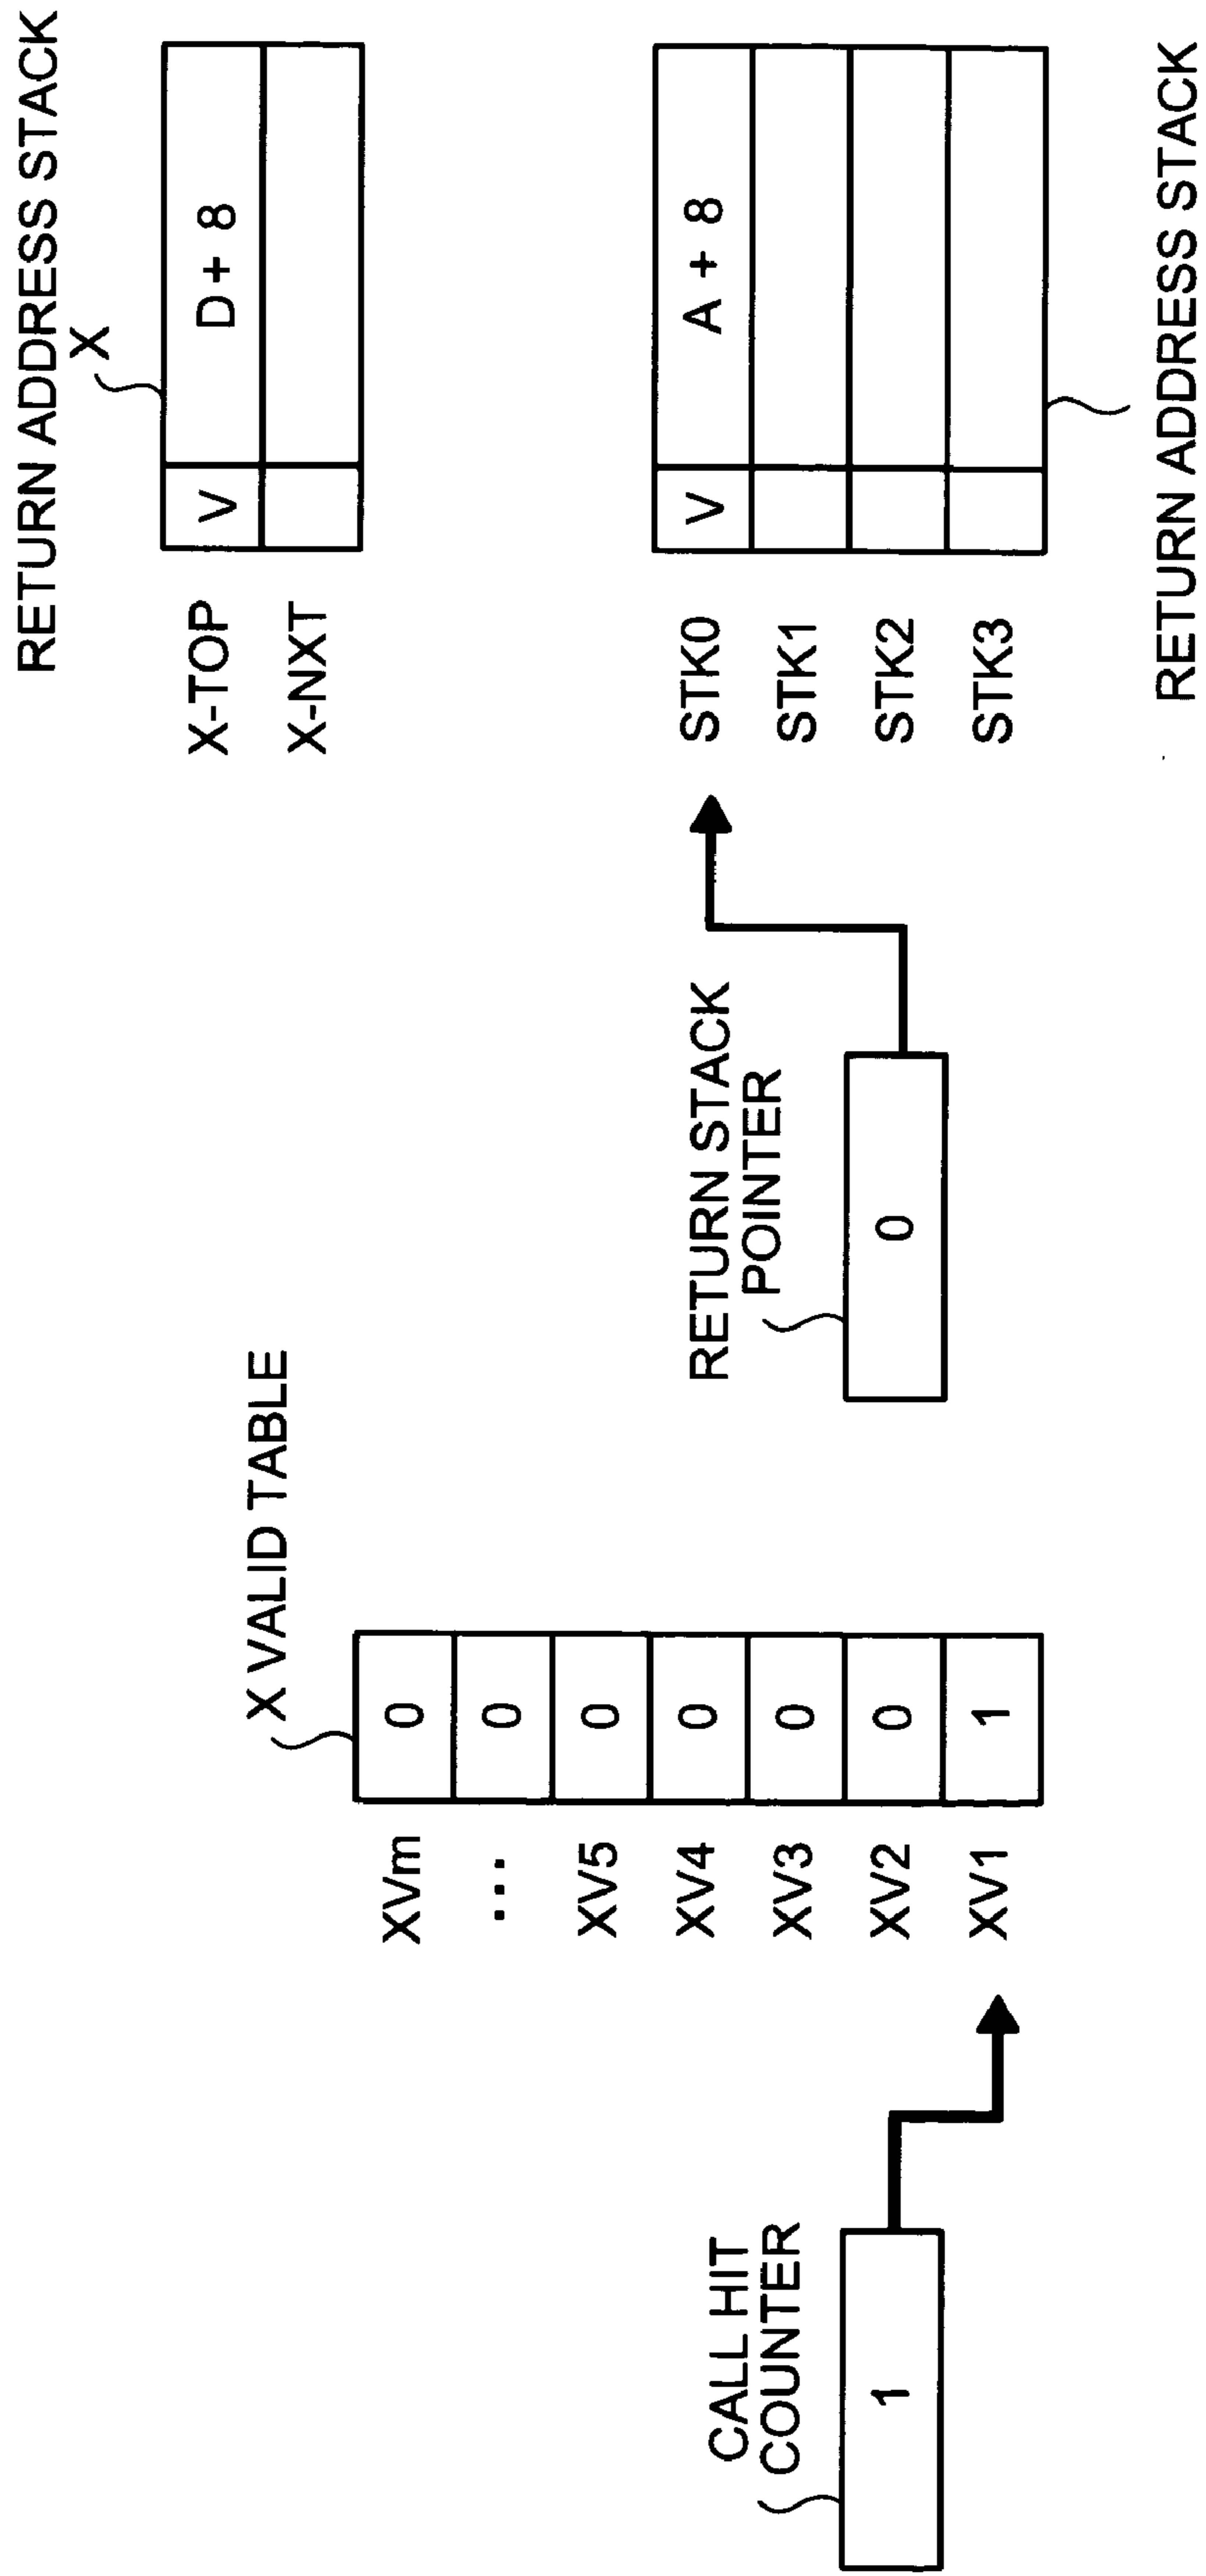 CALL HIT
COUNTER
1
X VALID TABLE
XVm 0
... 0
XV5 0
XV4 0
XV3 0
XV2 0
XV1 1
RETURN STACK
POINTER
0
RETURN ADDRESS STACK
X
X-TOP V D + 8
X-NXT
STK0 V A + 8
STK1
STK2
STK3
RETURN ADDRESS STACK